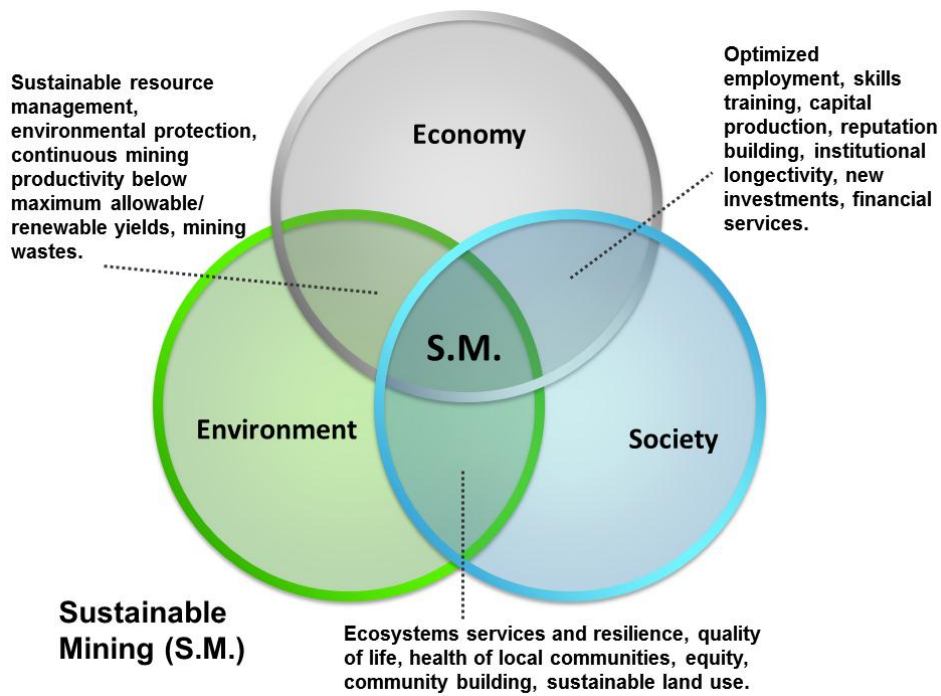 Sustainable resource
management,
environmental protection,
continuous mining
productivity below
maximum allowable/
renewable yields, mining
wastes.
Optimized
employment, skills
training, capital
production, reputation
building, institutional
longectivity, new
investments, financial
services.
Economy
S.M.
Environment
Society
Sustainable
Mining (S.M.)
Ecosystems services and resilience, quality
of life, health of local communities, equity,
community building, sustainable land use.